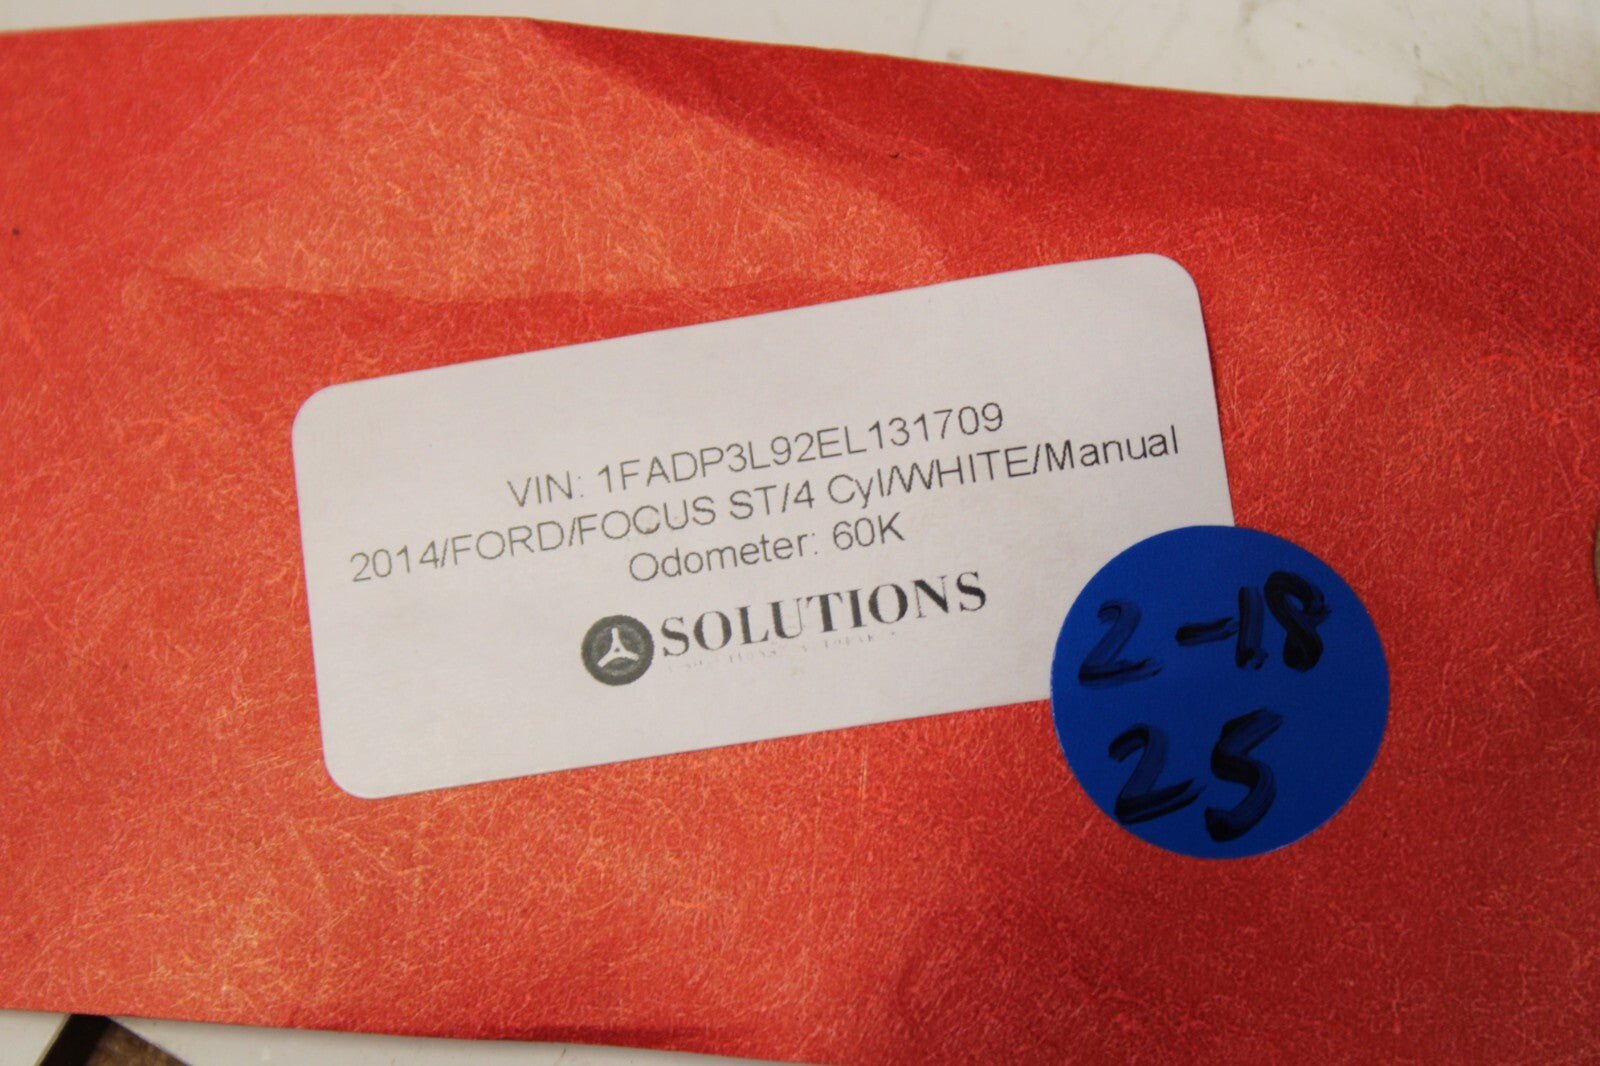 VIN: 1FADP3L92EL131709
2014/FORD/FOCUS ST/4 Cyl/WHITE/Manual
Odometer: 60K
SOLUTIONS
2-18
25